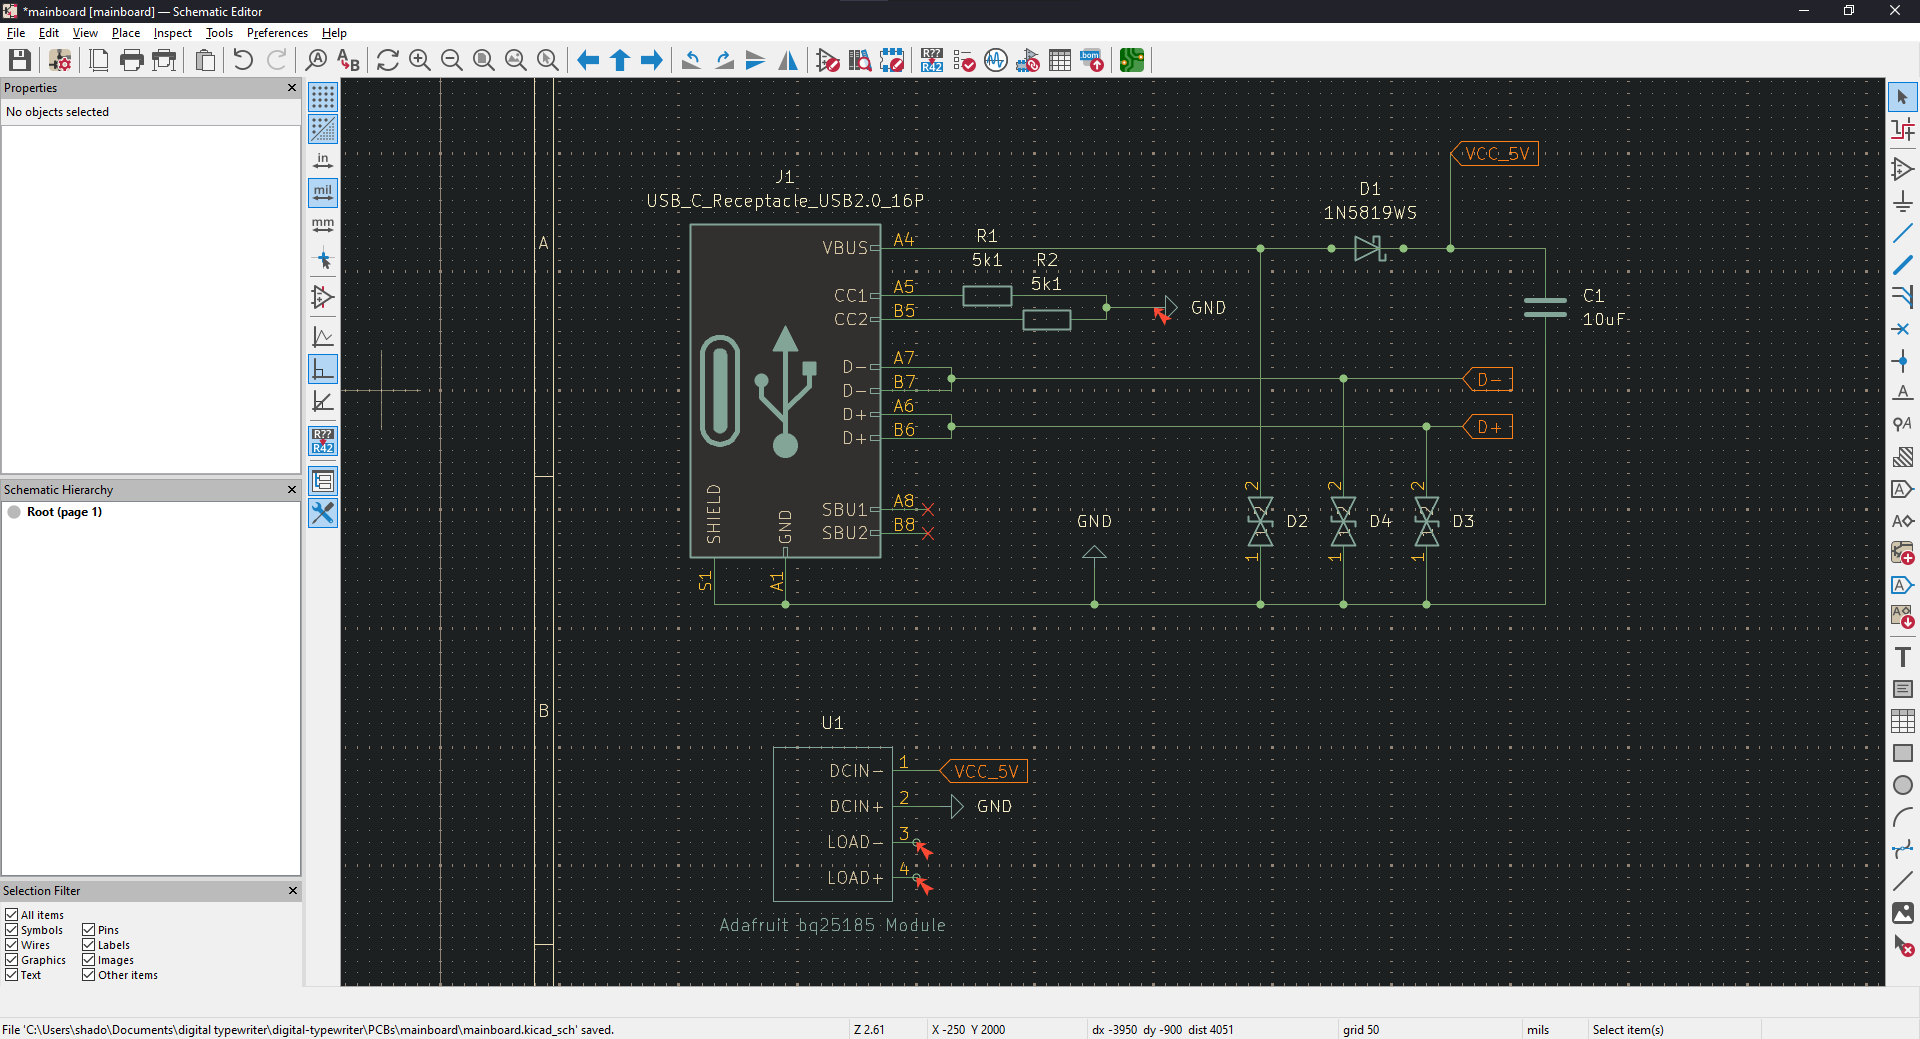 *mainboard [mainboard] — Schematic Editor
File Edit View Place Inspect Tools Preferences Help
A
A B
R?? R42
bom
Properties
No objects selected
in
mil
mm
R?? R42
Schematic Hierarchy
Root (page 1)
Selection Filter
All items
Symbols Pins
Wires Labels
Graphics Images
Text Other items
A
B
J1
USB_C_Receptacle_USB2.0_16P
VBUS A4
CC1 A5
CC2 B5
D- A7
D- B7
D+ A6
D+ B6
SBU1 A8
SBU2 B8
SHIELD
GND
S1
A1
R1
5k1
R2
5k1
GND
D1
1N5819WS
VCC_5V
C1
10uF
D-
D+
GND
2 2 2
D2 D4 D3
1 1 1
U1
DCIN- 1 VCC_5V
DCIN+ 2 GND
LOAD- 3
LOAD+ 4
Adafruit bq25185 Module
A
A
A
A
A
A
T
File 'C:\Users\shado\Documents\digital typewriter\digital-typewriter\PCBs\mainboard\mainboard.kicad_sch' saved.
Z 2.61
X -250 Y 2000
dx -3950 dy -900 dist 4051
grid 50
mils
Select item(s)